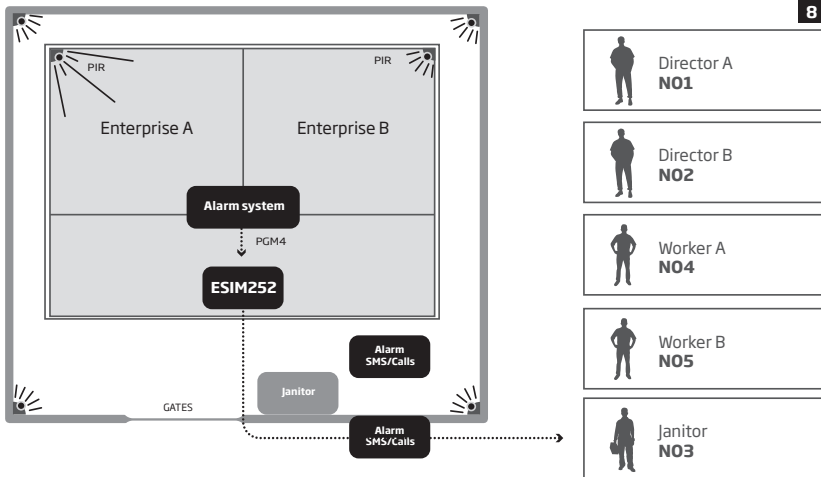 8
PIR
PIR
Enterprise A
Enterprise B
Alarm system
PGM4
ESIM252
Alarm
SMS/Calls
Janitor
GATES
Alarm
SMS/Calls
Director A
NO1
Director B
NO2
Worker A
NO4
Worker B
NO5
Janitor
NO3